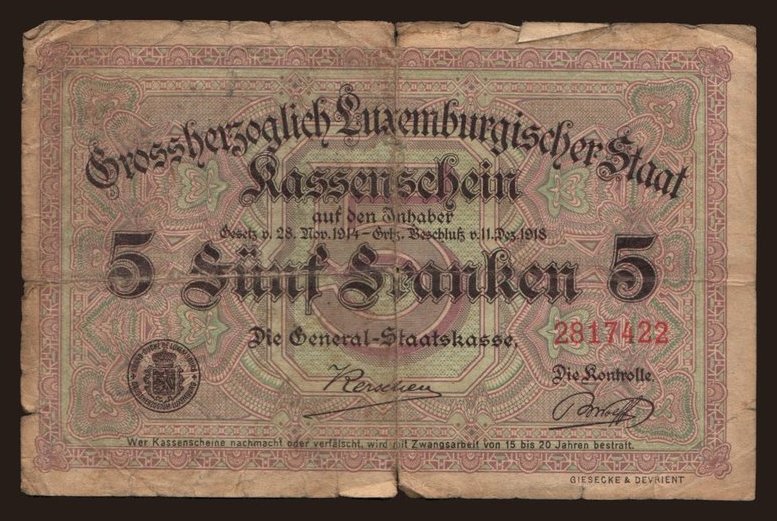 Grossherzoglich Luxemburgischer Staat
Kassenschein
auf den Inhaber
Gesetz v. 28. Nov. 1914 – Grhz. Beschluß v. 11. Dez. 1918
5 Fünf Franken 5
Die General-Staatskasse,
2817422
Kerschen
Die Kontrolle,
Wer Kassenscheine nachmacht oder verfälscht, wird mit Zwangsarbeit von 15 bis 20 Jahren bestraft.
GIESECKE & DEVRIENT